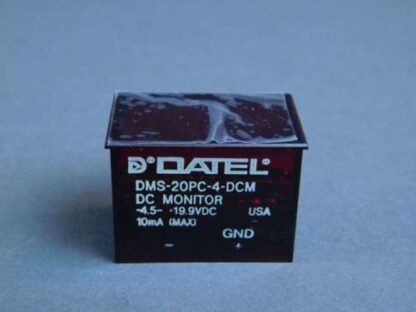 DATEL
DMS-20PC-4-DCM
DC MONITOR
-4.5- -19.9VDC USA
10mA (MAX)
GND
- +